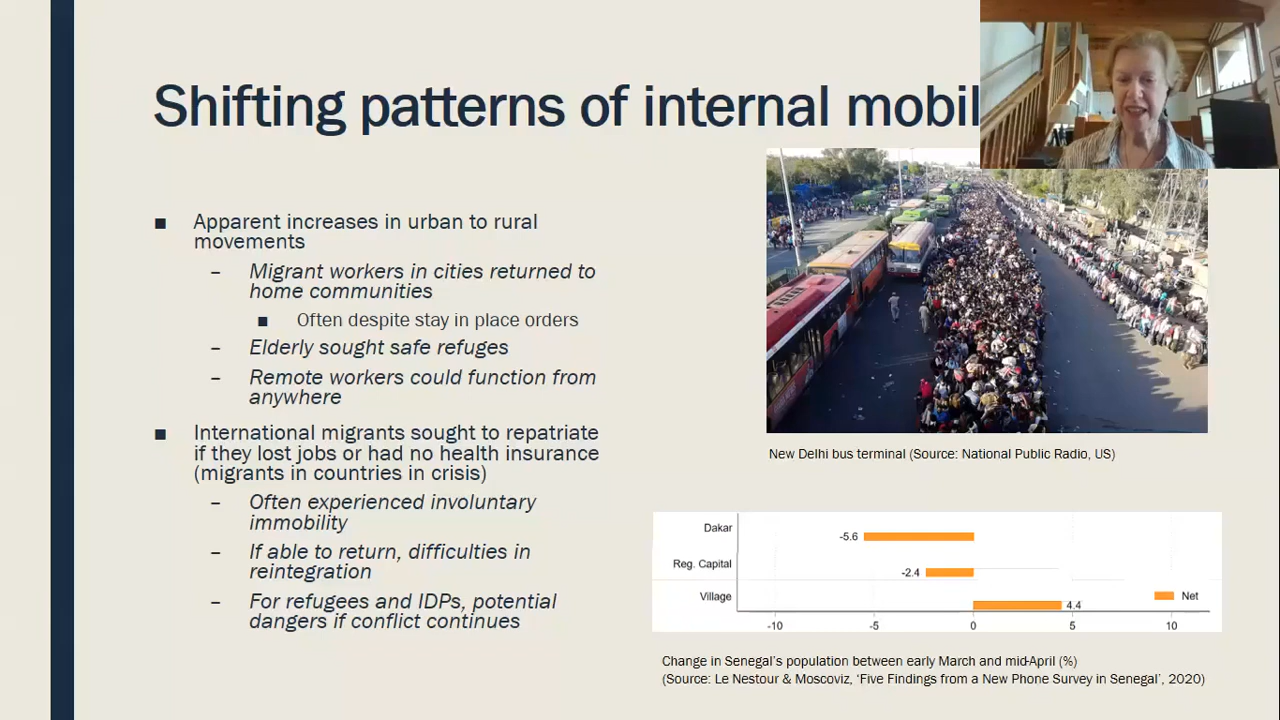 Shifting patterns of internal mobil
■ Apparent increases in urban to rural
movements
– Migrant workers in cities returned to
home communities
■ Often despite stay in place orders
– Elderly sought safe refuges
– Remote workers could function from
anywhere
■ International migrants sought to repatriate
if they lost jobs or had no health insurance
(migrants in countries in crisis)
– Often experienced involuntary
immobility
– If able to return, difficulties in
reintegration
– For refugees and IDPs, potential
dangers if conflict continues
New Delhi bus terminal (Source: National Public Radio, US)
Dakar -5.6
Reg. Capital -2.4
Village 4.4 Net
-10 -5 0 5 10
Change in Senegal's population between early March and mid-April (%)
(Source: Le Nestour & Moscoviz, 'Five Findings from a New Phone Survey in Senegal', 2020)